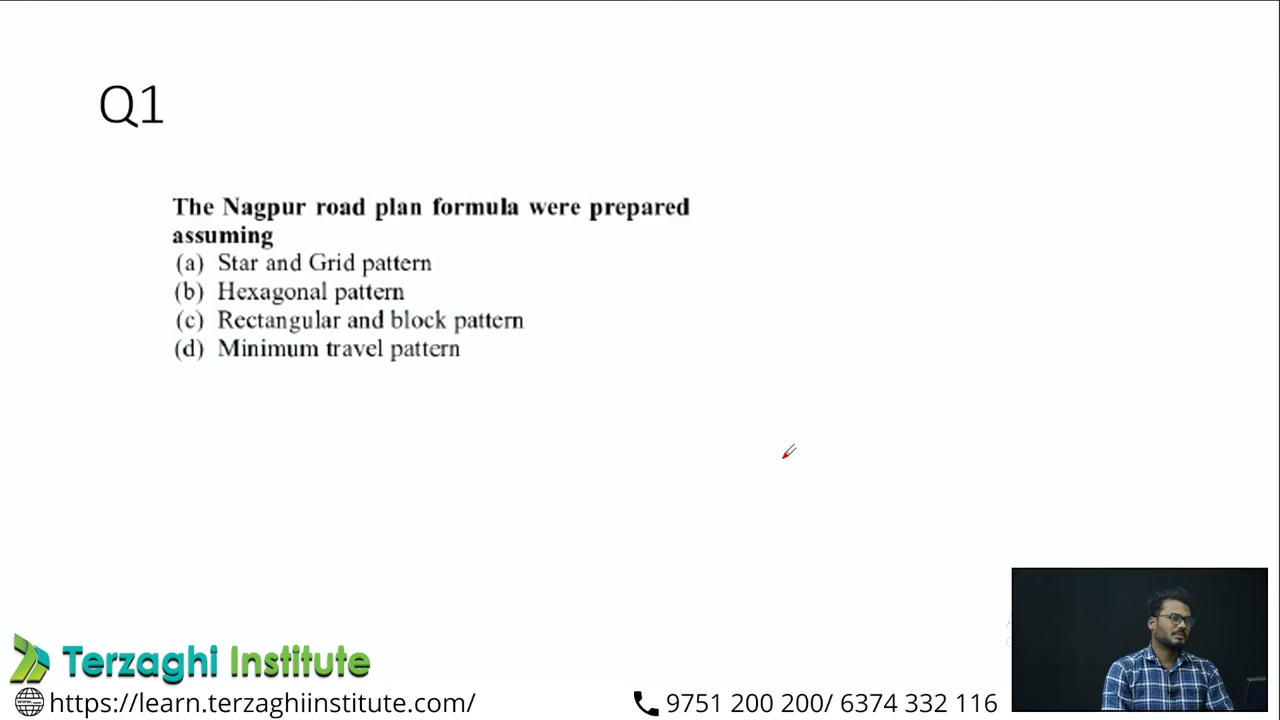 Q1
The Nagpur road plan formula were prepared
assuming
(a) Star and Grid pattern
(b) Hexagonal pattern
(c) Rectangular and block pattern
(d) Minimum travel pattern
Terzaghi Institute
https://learn.terzaghiinstitute.com/
9751 200 200/ 6374 332 116